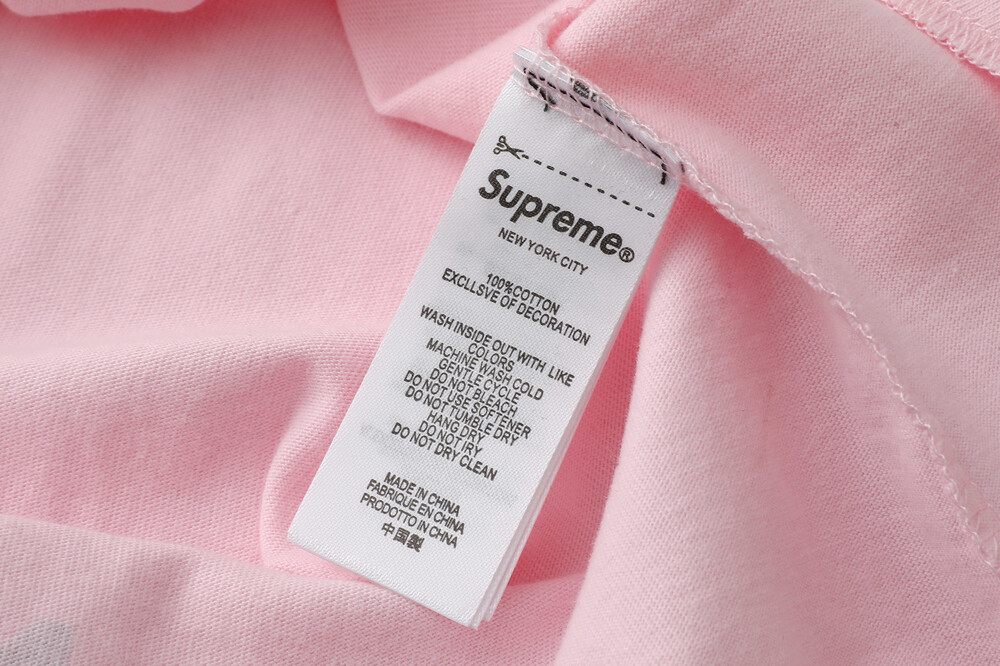 Supreme®
NEW YORK CITY
100%COTTON
EXCLLSVE OF DECORATION
WASH INSIDE OUT WITH LIKE
COLORS
MACHINE WASH COLD
GENTLE CYCLE
DO NOT BLEACH
DO NOT USE SOFTENER
DO NOT TUMBLE DRY
HANG DRY
DO NOT IRY
DO NOT DRY CLEAN
MADE IN CHINA
FABRIQUE EN CHINA
PRODOTTO IN CHNA
中国製